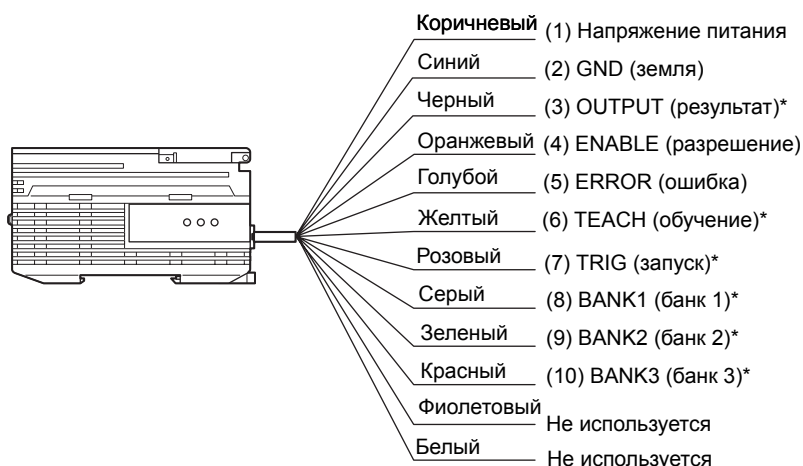 Коричневый (1) Напряжение питания
Синий (2) GND (земля)
Черный (3) OUTPUT (результат)*
Оранжевый (4) ENABLE (разрешение)
Голубой (5) ERROR (ошибка)
Желтый (6) TEACH (обучение)*
Розовый (7) TRIG (запуск)*
Серый (8) BANK1 (банк 1)*
Зеленый (9) BANK2 (банк 2)*
Красный (10) BANK3 (банк 3)*
Фиолетовый Не используется
Белый Не используется